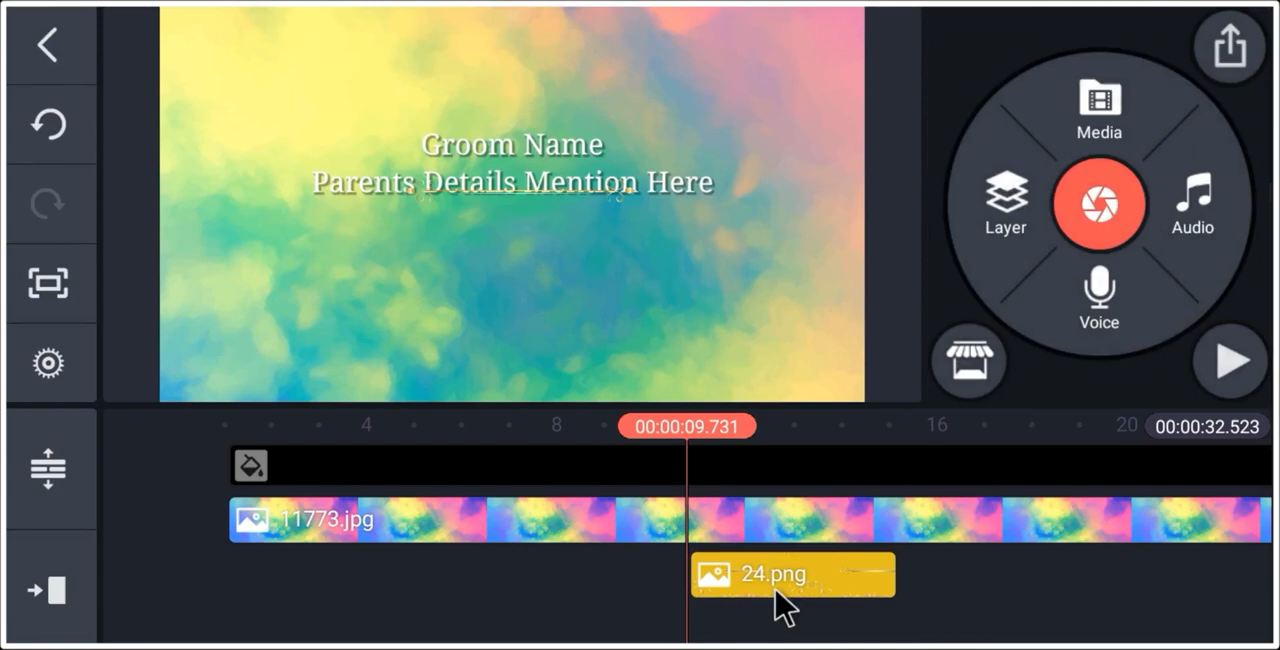 Groom Name
Parents Details Mention Here
Media
Layer
Audio
Voice
4
8
00:00:09.731
16
20
00:00:32.523
11773.jpg
24.png